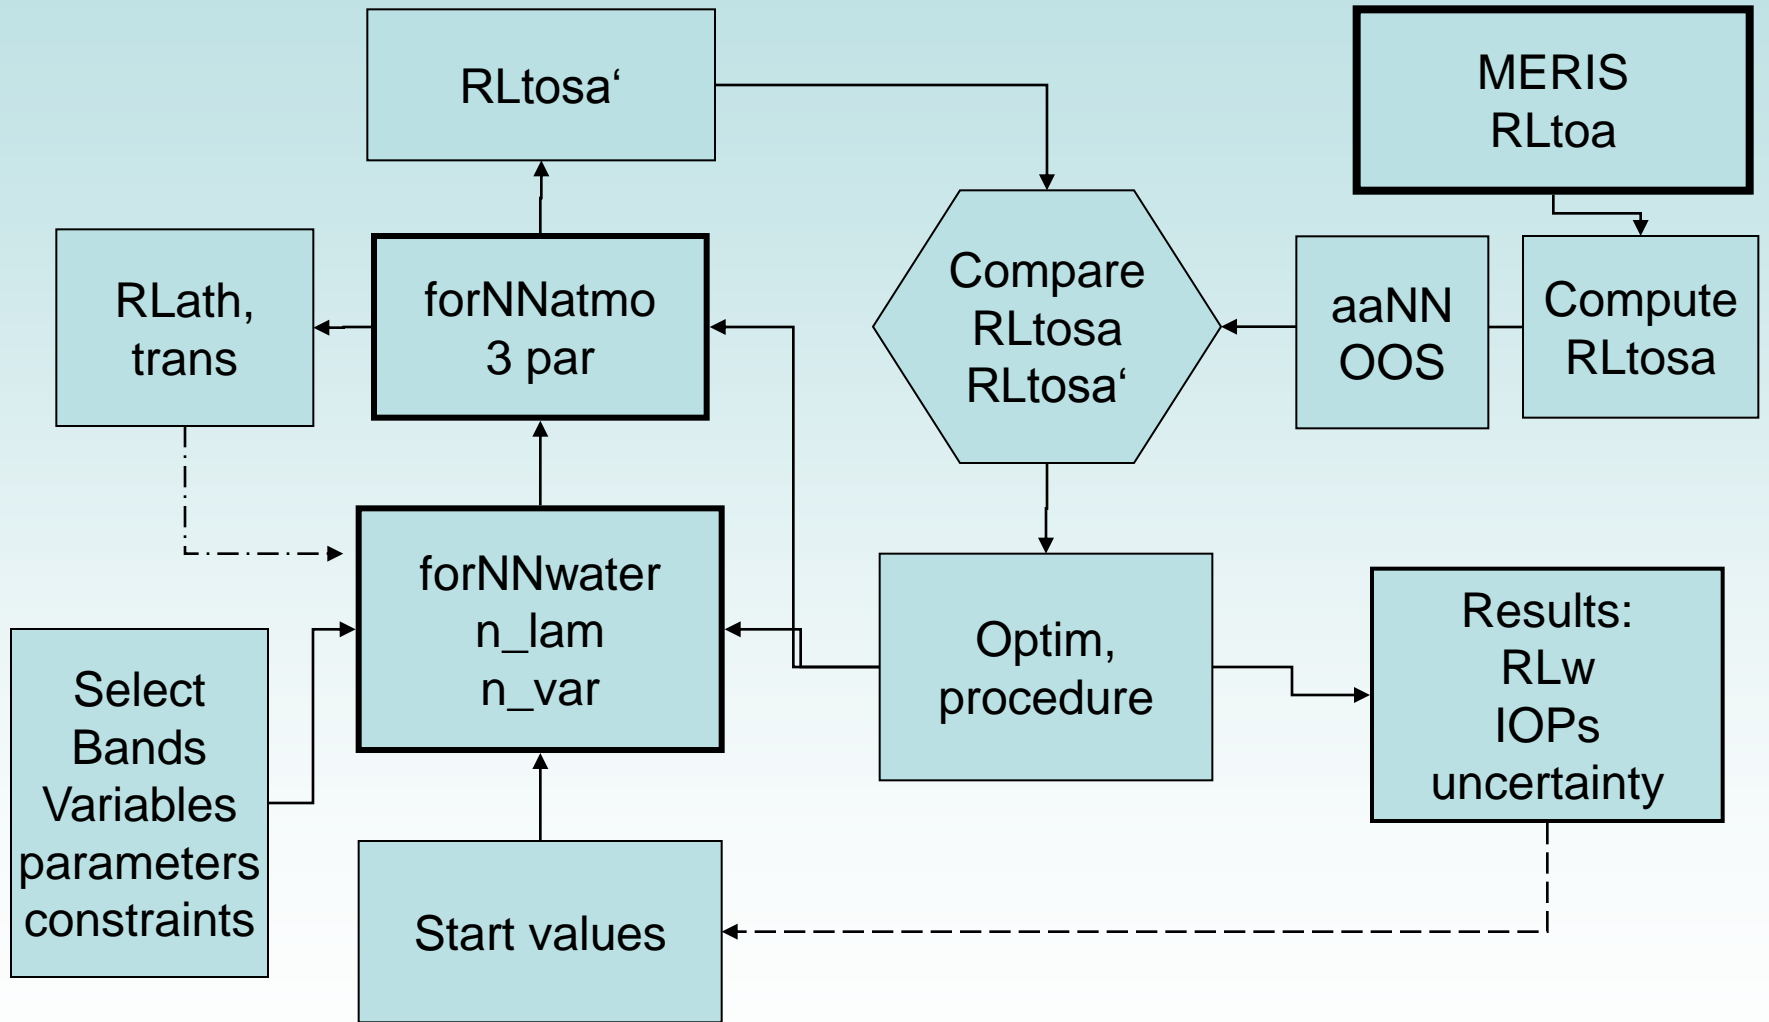 RLtosa‘
MERIS
RLtoa
RLath,
trans
forNNatmo
3 par
Compare
RLtosa
RLtosa‘
aaNN
OOS
Compute
RLtosa
forNNwater
n_lam
n_var
Optim,
procedure
Results:
RLw
IOPs
uncertainty
Select
Bands
Variables
parameters
constraints
Start values